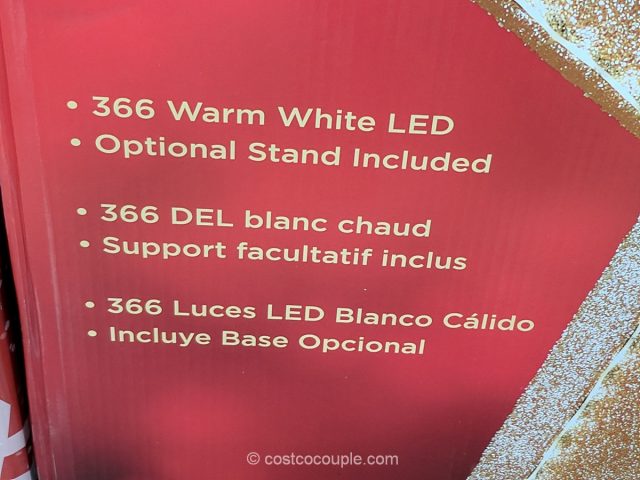 • 366 Warm White LED
• Optional Stand Included
• 366 DEL blanc chaud
• Support facultatif inclus
• 366 Luces LED Blanco Cálido
• Incluye Base Opcional
© costcocouple.com